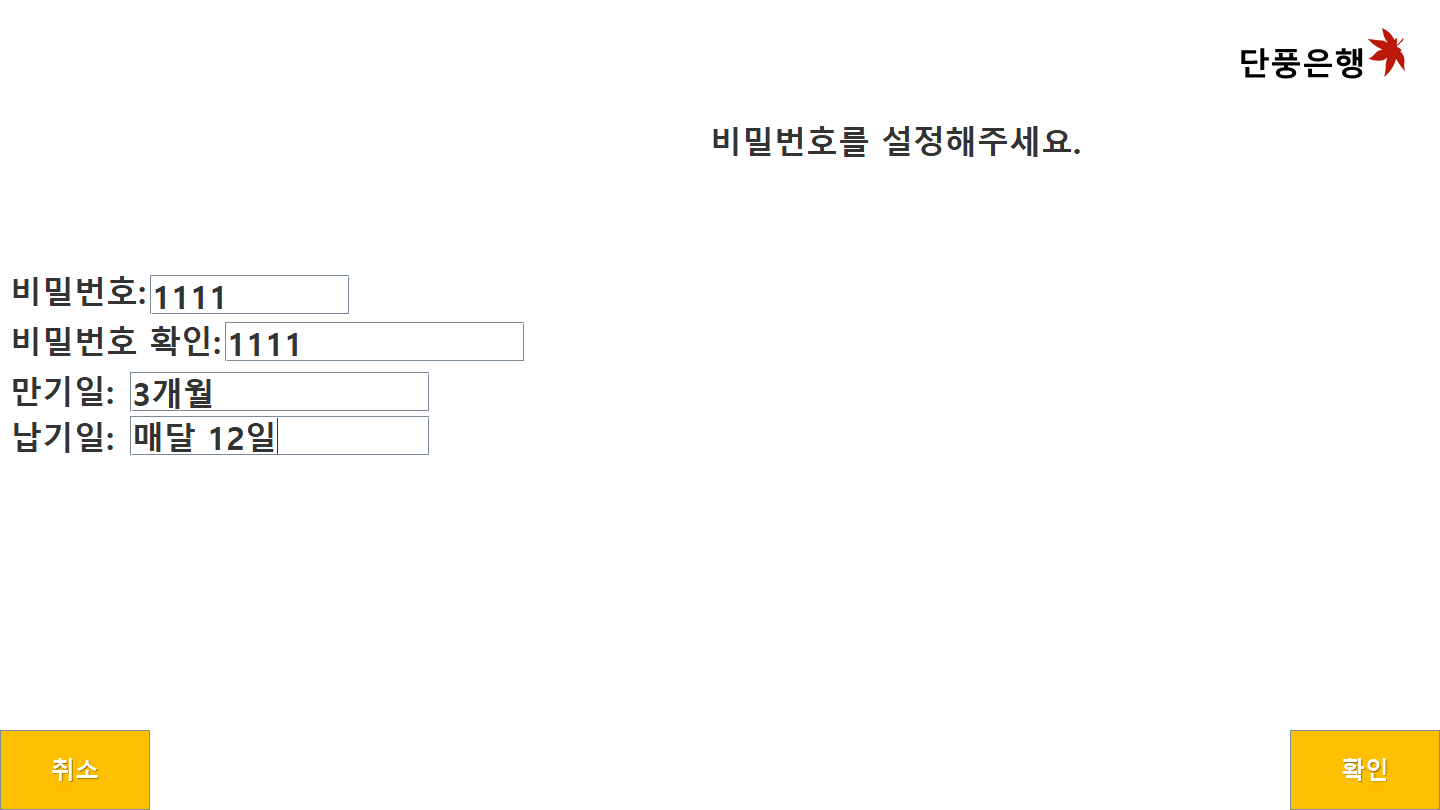 단풍은행
비밀번호를 설정해주세요.
비밀번호: 1111
비밀번호 확인: 1111
만기일: 3개월
납기일: 매달 12일
취소
확인